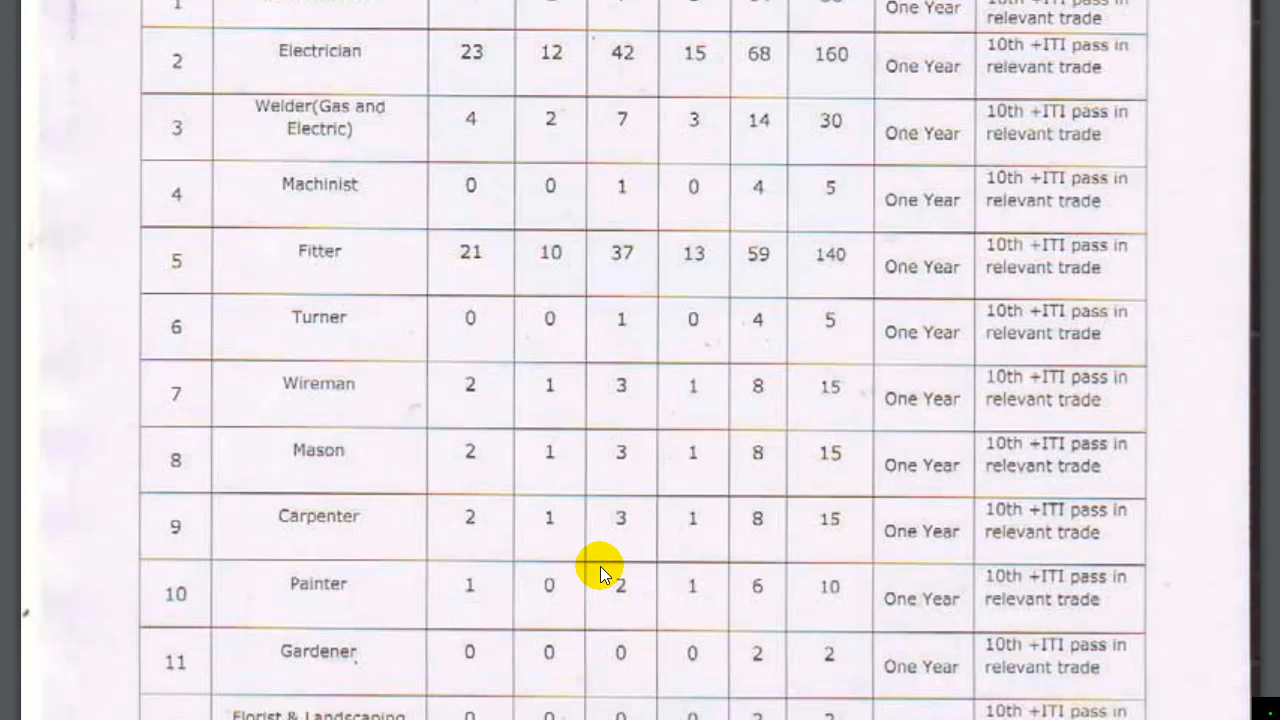 1 One Year 10th +ITI pass in
relevant trade
2 Electrician 23 12 42 15 68 160 One Year 10th +ITI pass in
relevant trade
3 Welder(Gas and
Electric) 4 2 7 3 14 30 One Year 10th +ITI pass in
relevant trade
4 Machinist 0 0 1 0 4 5 One Year 10th +ITI pass in
relevant trade
5 Fitter 21 10 37 13 59 140 One Year 10th +ITI pass in
relevant trade
6 Turner 0 0 1 0 4 5 One Year 10th +ITI pass in
relevant trade
7 Wireman 2 1 3 1 8 15 One Year 10th +ITI pass in
relevant trade
8 Mason 2 1 3 1 8 15 One Year 10th +ITI pass in
relevant trade
9 Carpenter 2 1 3 1 8 15 One Year 10th +ITI pass in
relevant trade
10 Painter 1 0 2 1 6 10 One Year 10th +ITI pass in
relevant trade
11 Gardener 0 0 0 0 2 2 One Year 10th +ITI pass in
relevant trade
Florist & Landscaping 0 0 0 0 2 2 10th +ITI pass in